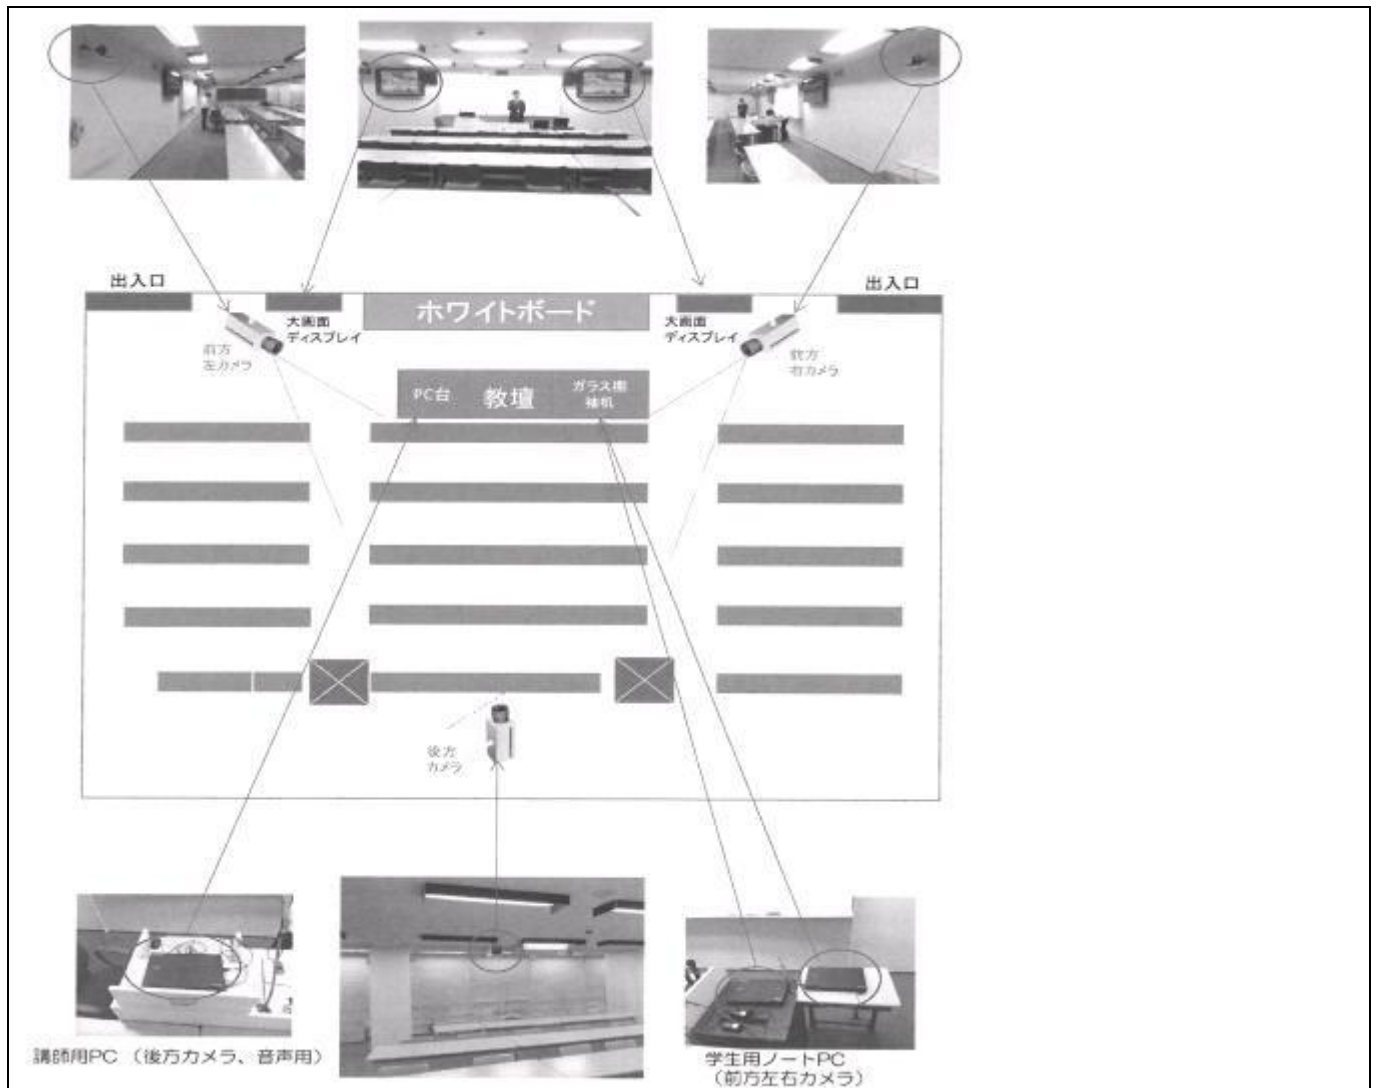 出入口
出入口
ホワイトボード
大画面
ディスプレイ
大画面
ディスプレイ
前方
左カメラ
前方
右カメラ
PC台
教壇
ガラス棚
袖机
後方
カメラ
講師用PC （後方カメラ、音声用）
学生用ノートPC
（前方左右カメラ）